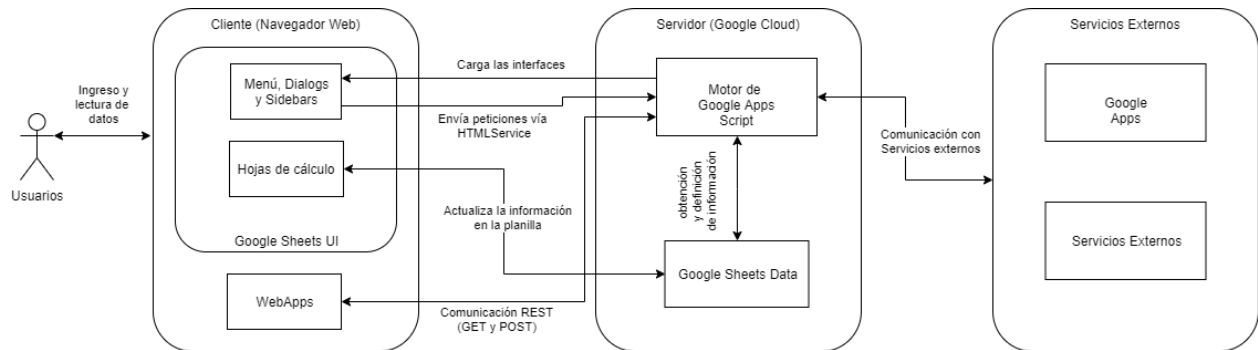 Cliente (Navegador Web)
Servidor (Google Cloud)
Servicios Externos
Ingreso y
lectura de
datos
Usuarios
Menú, Dialogs
y Sidebars
Hojas de cálculo
Google Sheets UI
WebApps
Carga las interfaces
Envía peticiones vía
HTMLService
Actualiza la información
en la planilla
Comunicación REST
(GET y POST)
Motor de
Google Apps
Script
obtención
y definición
de información
Google Sheets Data
Comunicación con
Servicios externos
Google
Apps
Servicios Externos